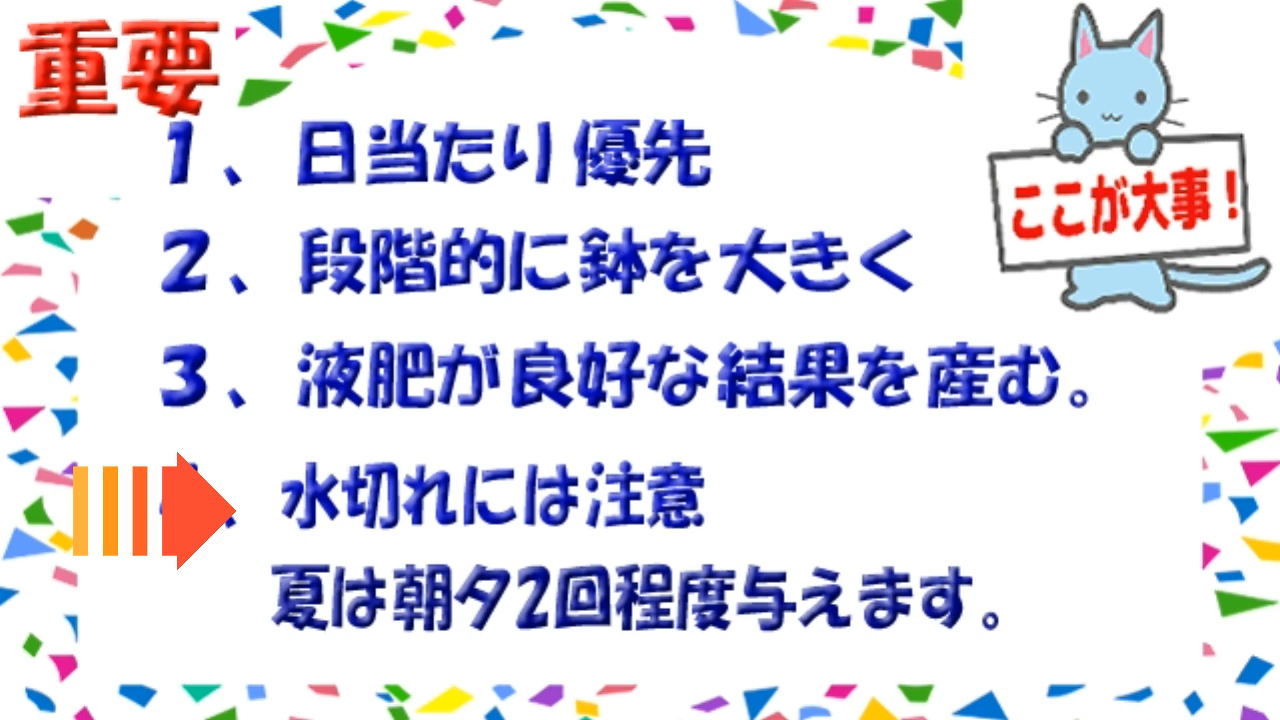 重要
ここが大事！
１、日当たり優先
２、段階的に鉢を大きく
３、液肥が良好な結果を産む。
、水切れには注意
夏は朝夕2回程度与えます。